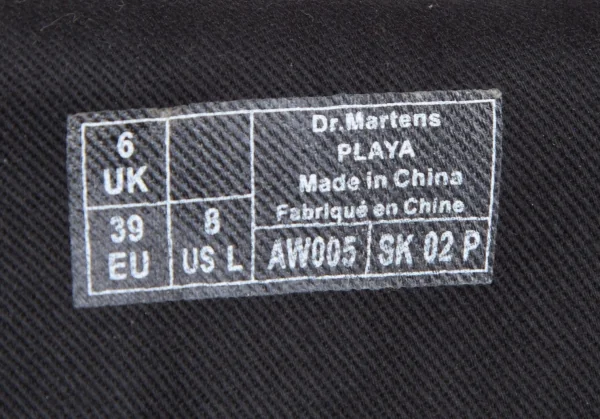 6
UK
39
EU
8
US L
Dr.Martens
PLAYA
Made in China
Fabriqué en Chine
AW005
SK 02 P